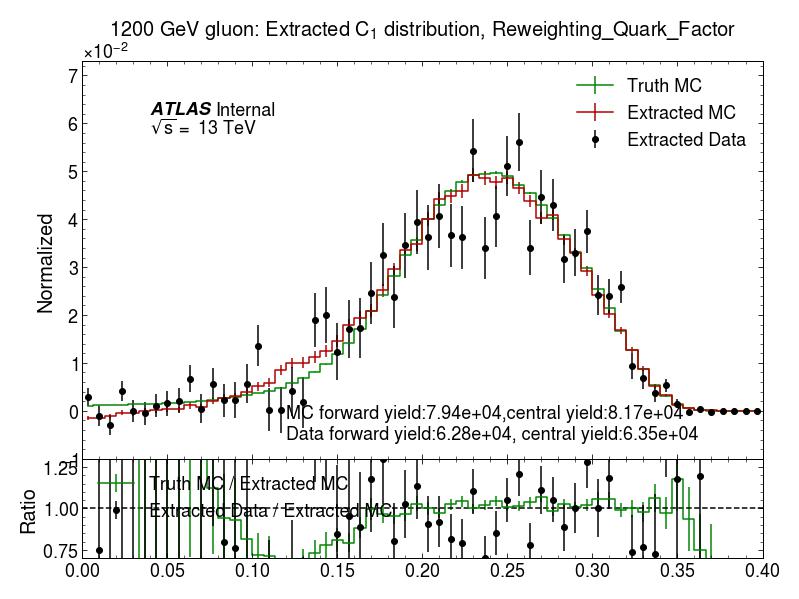 1200 GeV gluon: Extracted C₁ distribution, Reweighting_Quark_Factor
×10⁻²
ATLAS Internal
√s = 13 TeV
Truth MC
Extracted MC
Extracted Data
Normalized
7
6
5
4
3
2
1
0
MC forward yield:7.94e+04,central yield:8.17e+04
Data forward yield:6.28e+04, central yield:6.35e+04
Ratio
1.25
1.00
0.75
Truth MC / Extracted MC
Extracted Data / Extracted MC
0.00 0.05 0.10 0.15 0.20 0.25 0.30 0.35 0.40